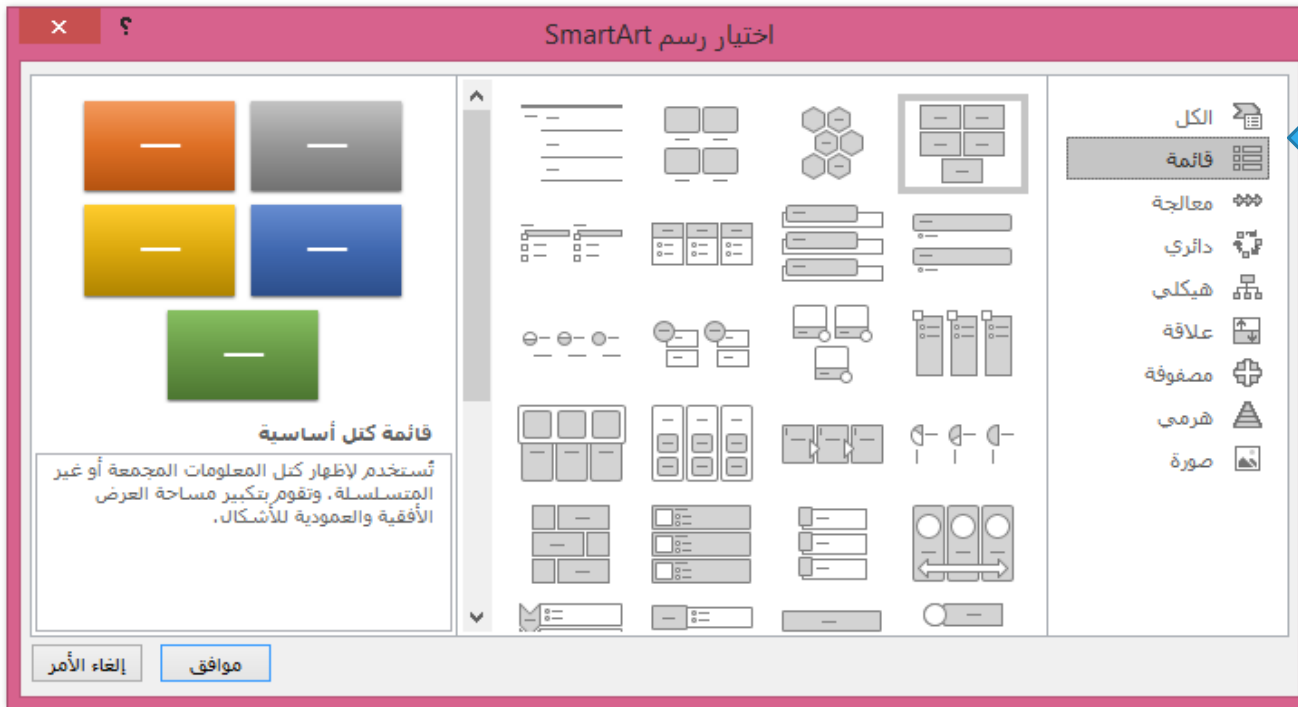 اختيار رسم SmartArt
؟
الكل
قائمة
معالجة
دائري
هيكلي
علاقة
مصفوفة
هرمي
صورة
قائمة كتل أساسية
تُستخدم لإظهار كتل المعلومات المجمعة أو غير
المتسلسلة، وتقوم بتكبير مساحة العرض
الأفقية والعمودية للأشكال.
موافق
إلغاء الأمر